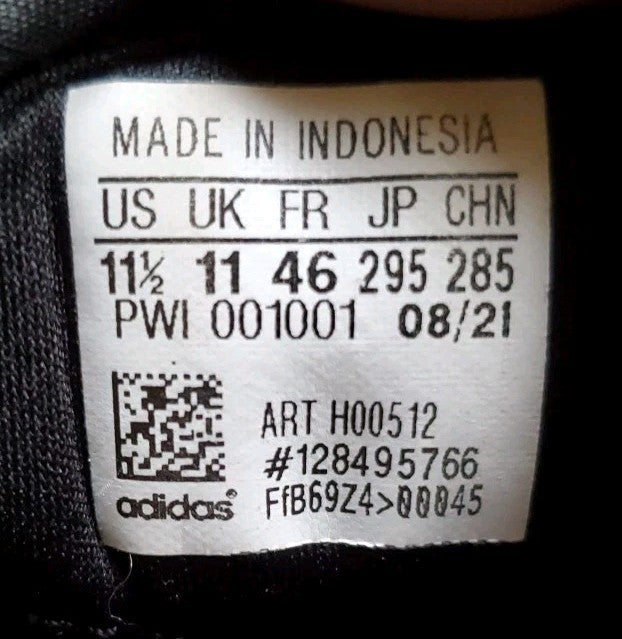 MADE IN INDONESIA
US UK FR JP CHN
11½ 11 46 295 285
PWI 001001 08/21
ART H00512
#128495766
adidas® FfB69Z4>00045